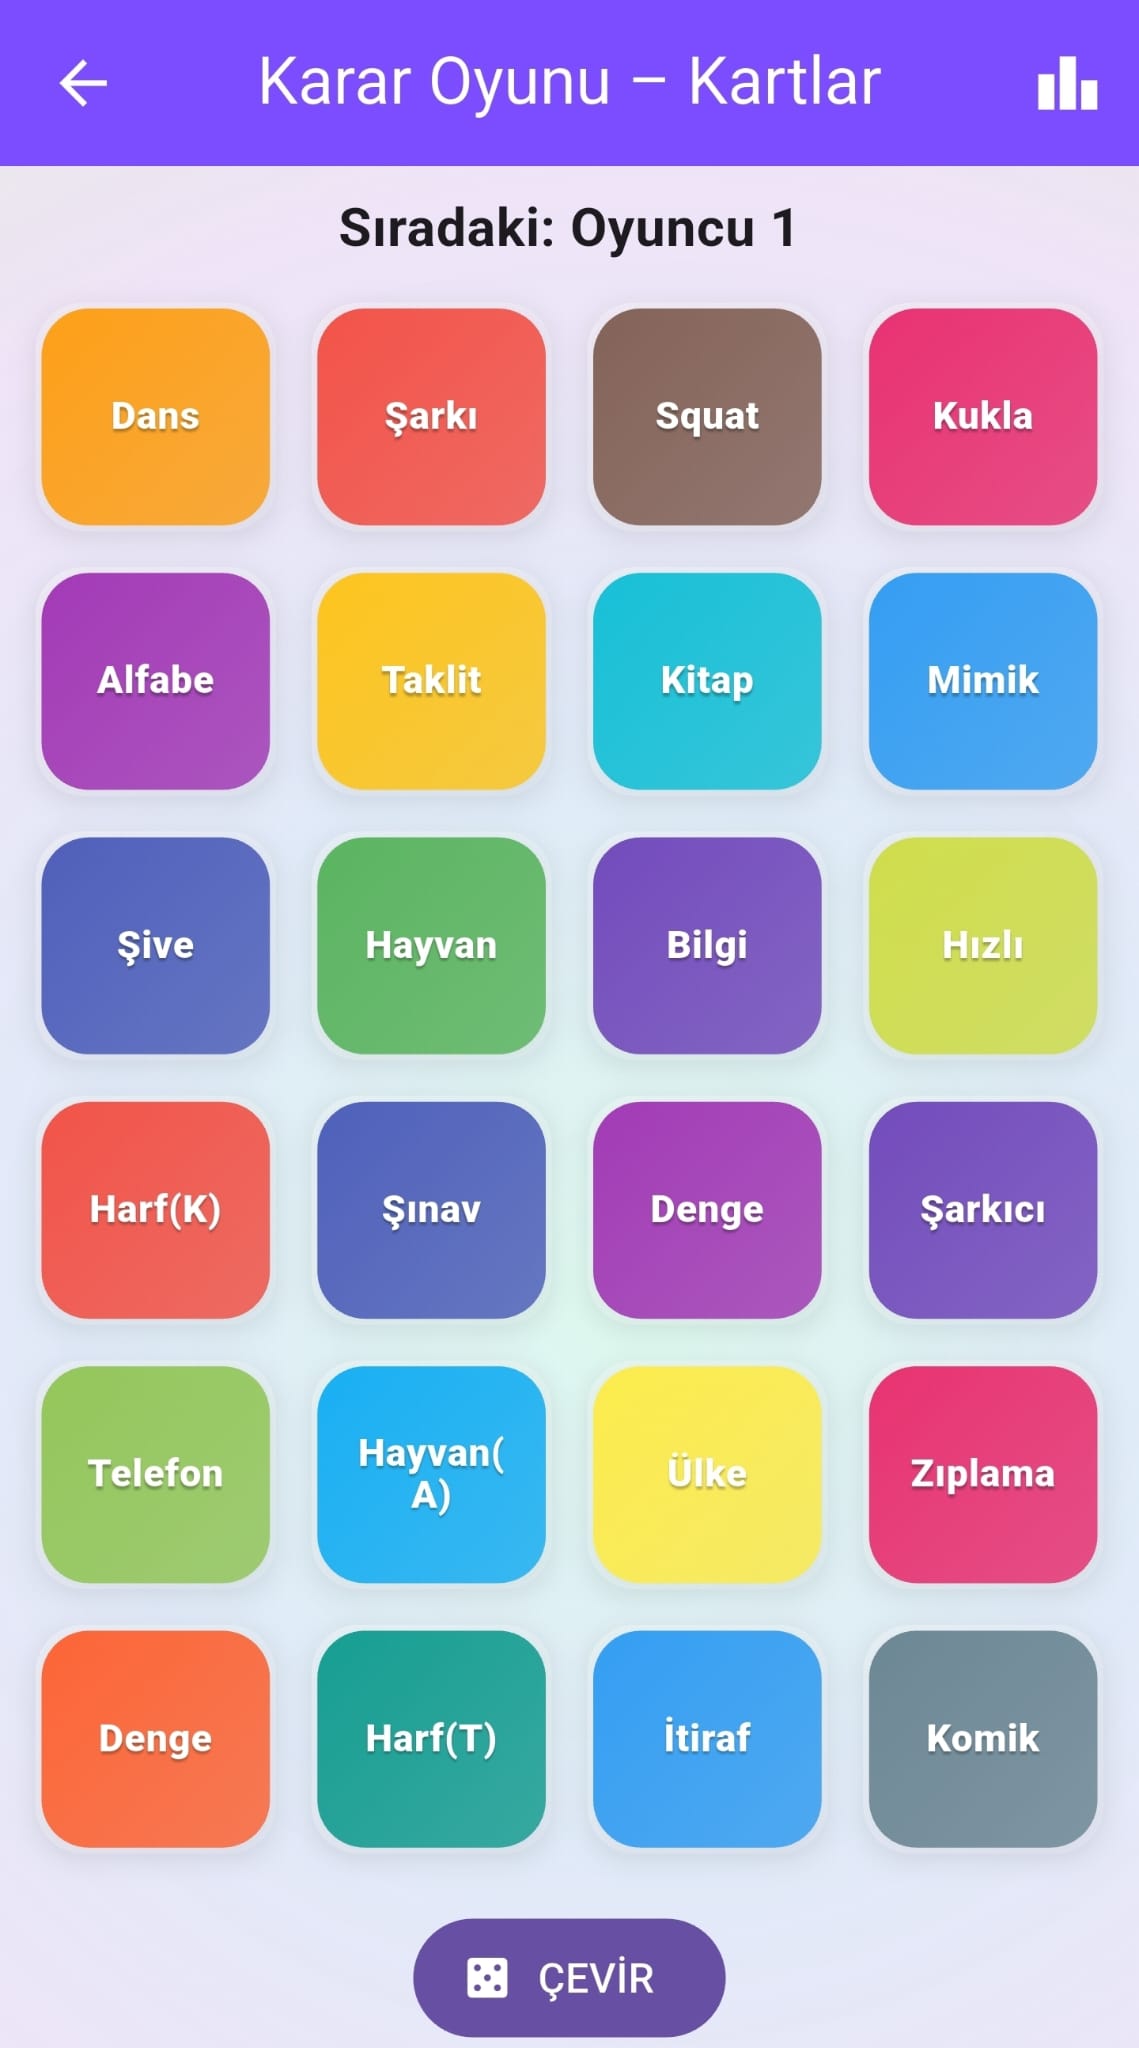 Karar Oyunu – Kartlar
Sıradaki: Oyuncu 1
Dans
Şarkı
Squat
Kukla
Alfabe
Taklit
Kitap
Mimik
Şive
Hayvan
Bilgi
Hızlı
Harf(K)
Şınav
Denge
Şarkıcı
Telefon
Hayvan(
A)
Ülke
Zıplama
Denge
Harf(T)
İtiraf
Komik
ÇEVİR